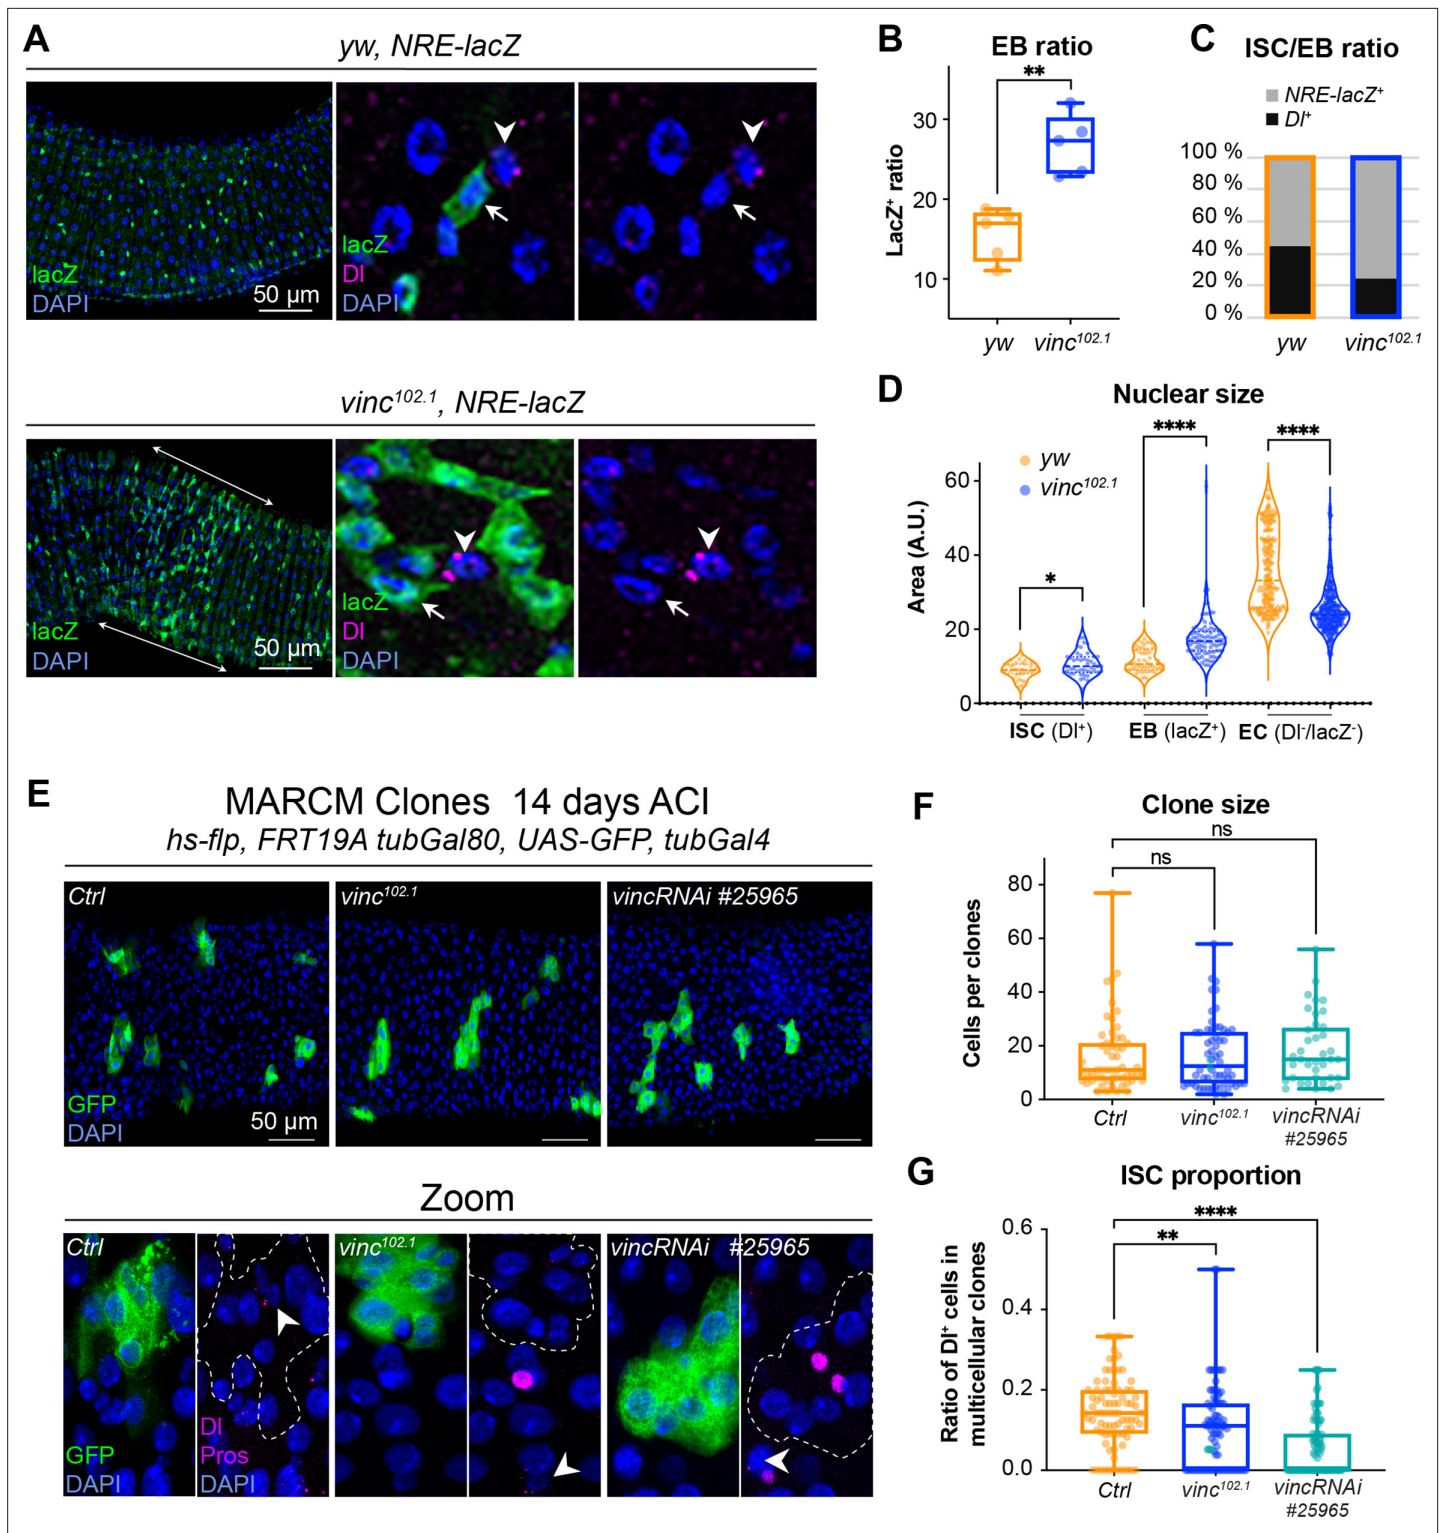 A
yw, NRE-lacZ
lacZ
DAPI
50 µm
lacZ
Dl
DAPI
vinc102.1, NRE-lacZ
lacZ
DAPI
50 µm
lacZ
Dl
DAPI
B
EB ratio
**
LacZ+ ratio
30
20
10
yw
vinc102.1
C
ISC/EB ratio
NRE-lacZ+
Dl+
100 %
80 %
60 %
40 %
20 %
0 %
yw
vinc102.1
D
Nuclear size
yw
vinc102.1
*
****
****
Area (A.U.)
60
40
20
0
ISC (Dl+)
EB (lacZ+)
EC (Dl-/lacZ-)
E
MARCM Clones 14 days ACI
hs-flp, FRT19A tubGal80, UAS-GFP, tubGal4
Ctrl
GFP
DAPI
50 µm
vinc102.1
vincRNAi #25965
Zoom
Ctrl
GFP
DAPI
Dl
Pros
DAPI
vinc102.1
vincRNAi #25965
F
Clone size
ns
ns
Cells per clones
80
60
40
20
0
Ctrl
vinc102.1
vincRNAi
#25965
G
ISC proportion
****
**
Ratio of Dl+ cells in
multicellular clones
0.6
0.4
0.2
0.0
Ctrl
vinc102.1
vincRNAi
#25965